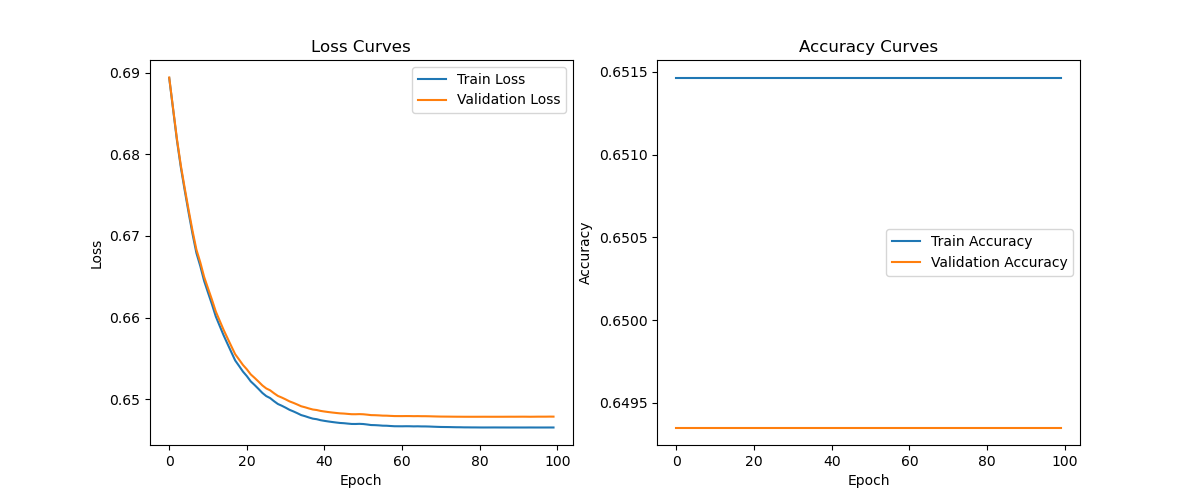 Loss Curves
Train Loss
Validation Loss
0.69
0.68
0.67
0.66
0.65
Loss
0 20 40 60 80 100
Epoch
Accuracy Curves
Train Accuracy
Validation Accuracy
0.6515
0.6510
0.6505
0.6500
0.6495
Accuracy
0 20 40 60 80 100
Epoch